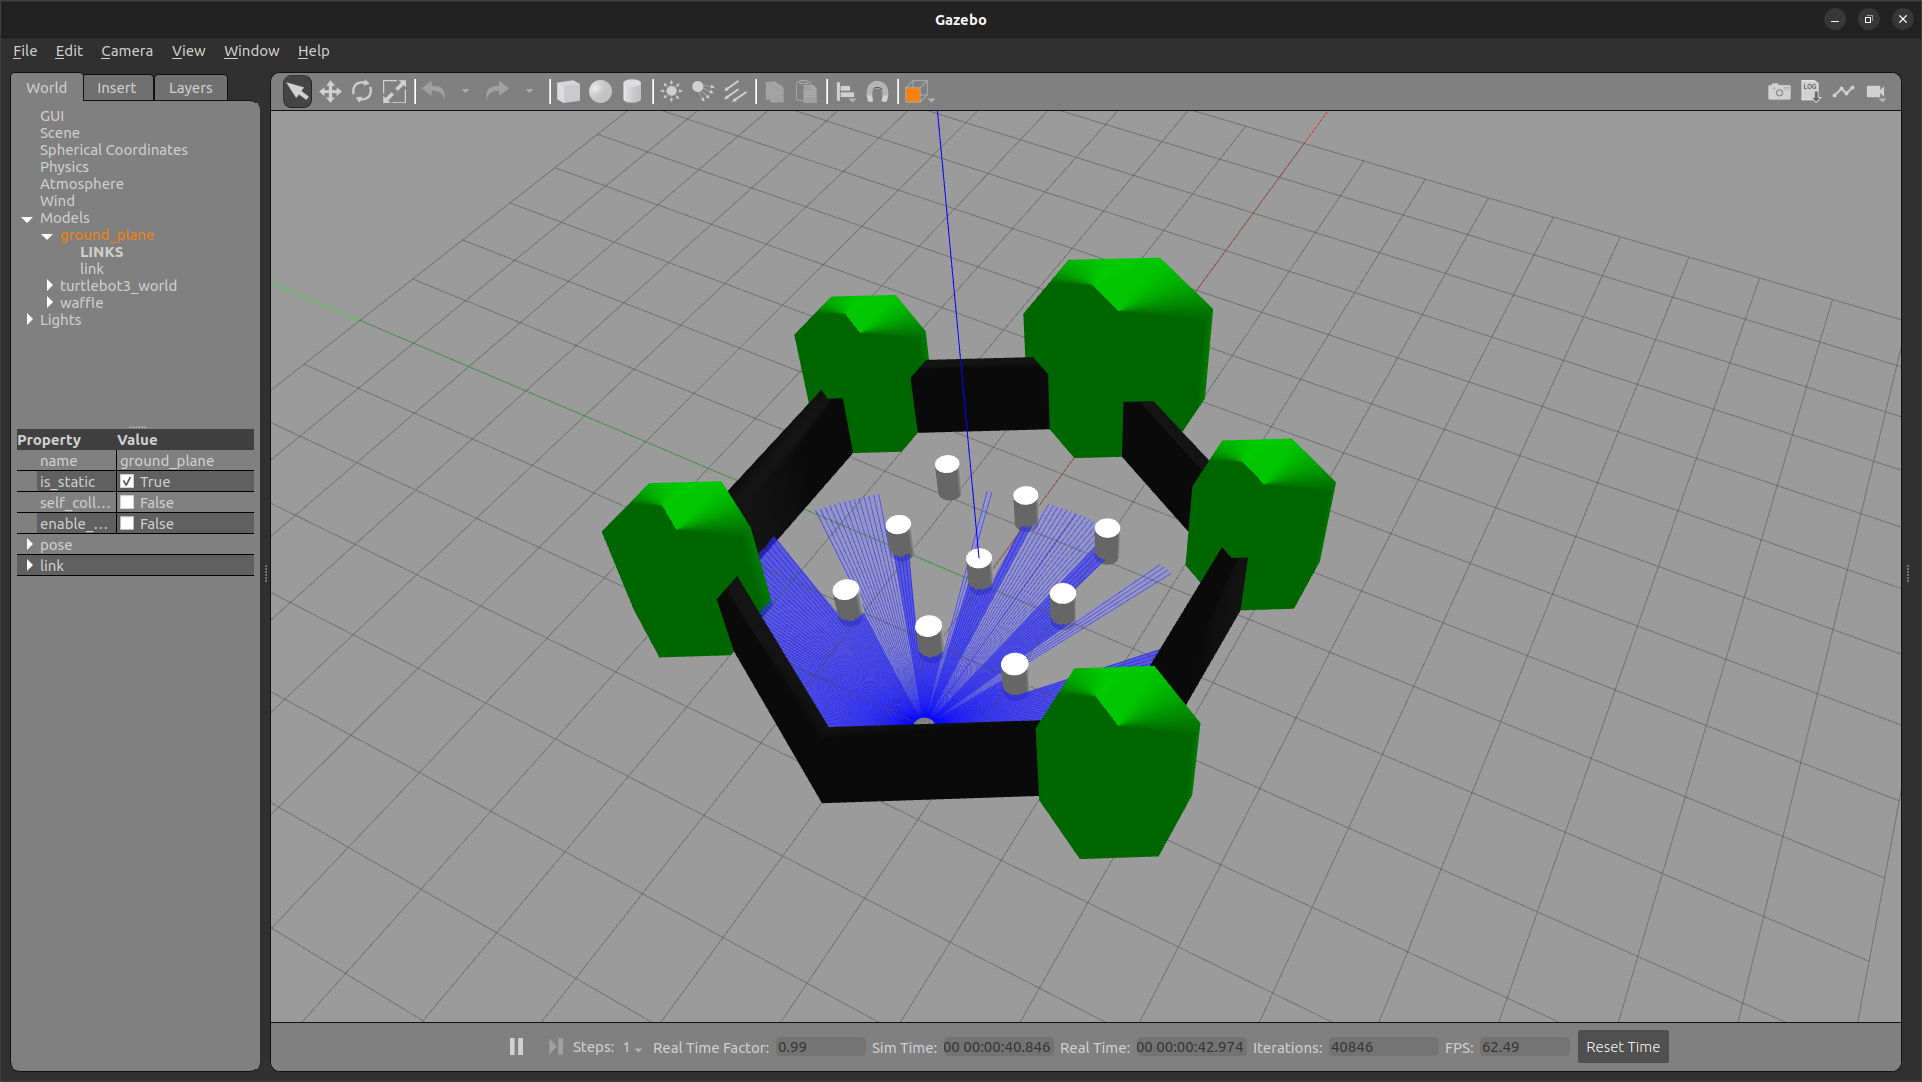 Gazebo
File Edit Camera View Window Help
World Insert Layers
GUI
Scene
Spherical Coordinates
Physics
Atmosphere
Wind
Models
ground_plane
LINKS
link
turtlebot3_world
waffle
Lights
Property Value
name ground_plane
is_static True
self_coll... False
enable_... False
pose
link
LOG
Steps: 1 Real Time Factor: 0.99 Sim Time: 00 00:00:40.846 Real Time: 00 00:00:42.974 Iterations: 40846 FPS: 62.49 Reset Time